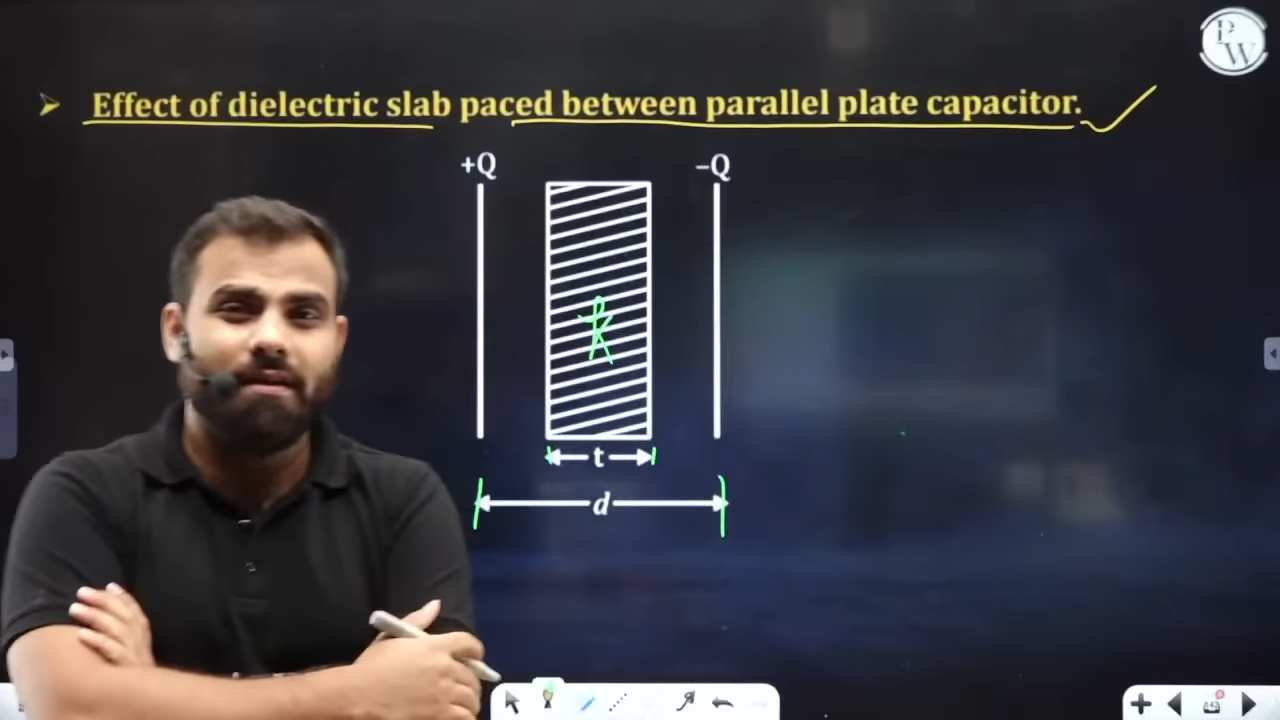 P
W
➤ Effect of dielectric slab paced between parallel plate capacitor.
+Q
–Q
k
t
d